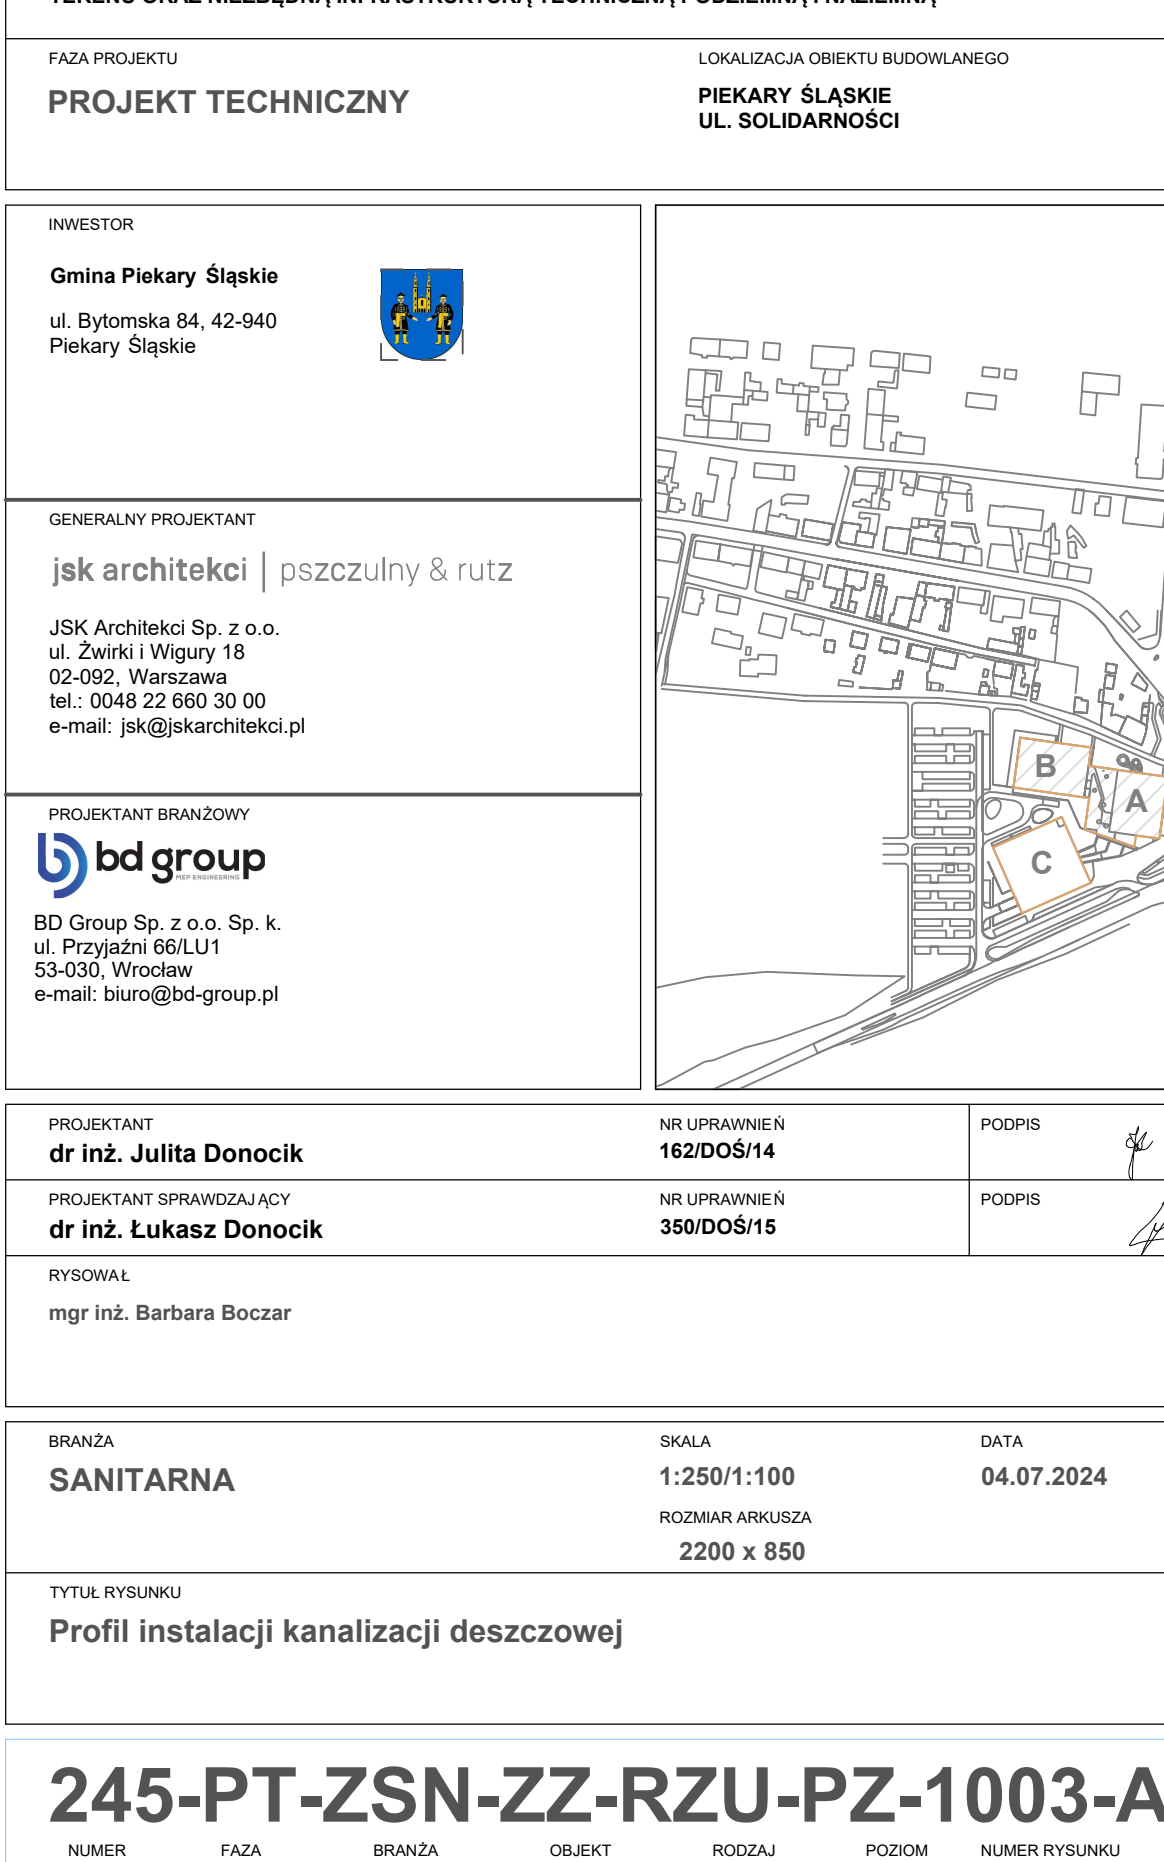 TERENU ORAZ NIEZBĘDNĄ INFRASTRUKTURĄ TECHNICZNĄ PODZIEMNĄ I NAZIEMNĄ
FAZA PROJEKTU
PROJEKT TECHNICZNY
LOKALIZACJA OBIEKTU BUDOWLANEGO
PIEKARY ŚLĄSKIE
UL. SOLIDARNOŚCI
INWESTOR
Gmina Piekary Śląskie
ul. Bytomska 84, 42-940
Piekary Śląskie
GENERALNY PROJEKTANT
jsk architekci | pszczulny & rutz
JSK Architekci Sp. z o.o.
ul. Żwirki i Wigury 18
02-092, Warszawa
tel.: 0048 22 660 30 00
e-mail: jsk@jskarchitekci.pl
PROJEKTANT BRANŻOWY
bd group
MEP ENGINEERING
BD Group Sp. z o.o. Sp. k.
ul. Przyjaźni 66/LU1
53-030, Wrocław
e-mail: biuro@bd-group.pl
B
A
C
PROJEKTANT
dr inż. Julita Donocik
NR UPRAWNIEŃ
162/DOŚ/14
PODPIS
PROJEKTANT SPRAWDZAJĄCY
dr inż. Łukasz Donocik
NR UPRAWNIEŃ
350/DOŚ/15
PODPIS
RYSOWAŁ
mgr inż. Barbara Boczar
BRANŻA
SANITARNA
SKALA
1:250/1:100
DATA
04.07.2024
ROZMIAR ARKUSZA
2200 x 850
TYTUŁ RYSUNKU
Profil instalacji kanalizacji deszczowej
245-PT-ZSN-ZZ-RZU-PZ-1003-A
NUMER FAZA BRANŻA OBJEKT RODZAJ POZIOM NUMER RYSUNKU